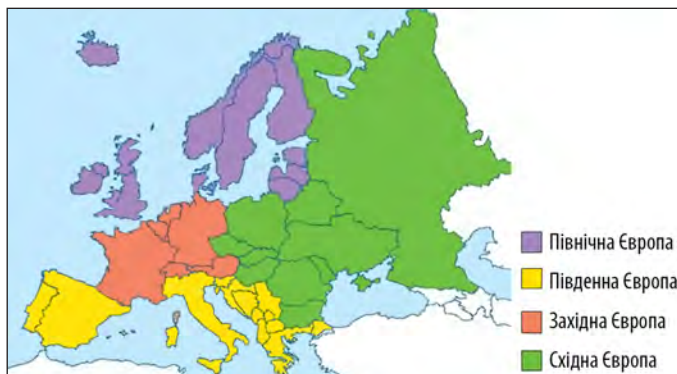 Північна Європа
Південна Європа
Західна Європа
Східна Європа